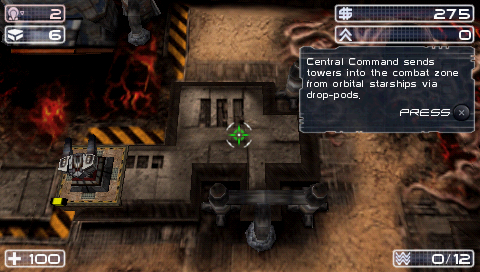 2
275
6
0
Central Command sends
towers into the combat zone
from orbital starships via
drop-pods.
PRESS
+ 100
0/12